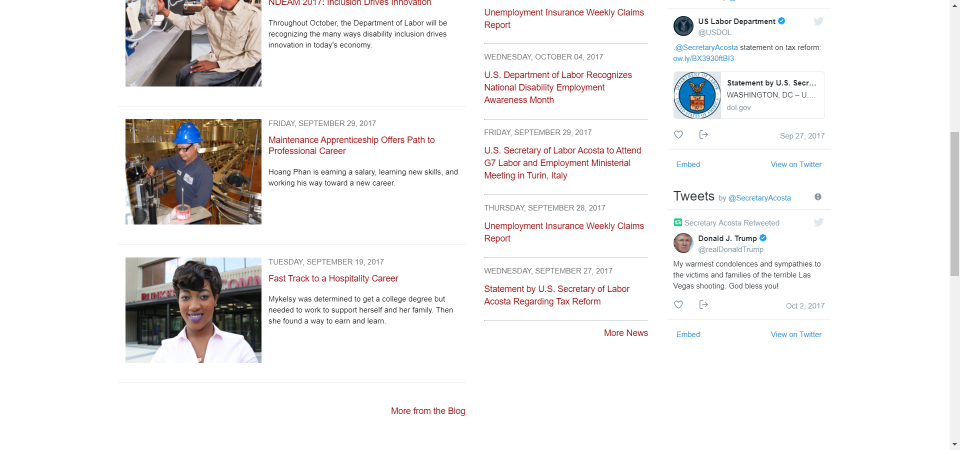 NDEAM 2017: Inclusion Drives Innovation
Throughout October, the Department of Labor will be
recognizing the many ways disability inclusion drives
innovation in today's economy.
FRIDAY, SEPTEMBER 29, 2017
Maintenance Apprenticeship Offers Path to
Professional Career
Hoang Phan is earning a salary, learning new skills, and
working his way toward a new career.
TUESDAY, SEPTEMBER 19, 2017
Fast Track to a Hospitality Career
Mykelsy was determined to get a college degree but
needed to work to support herself and her family. Then
she found a way to earn and learn.
More from the Blog
Unemployment Insurance Weekly Claims
Report
WEDNESDAY, OCTOBER 04, 2017
U.S. Department of Labor Recognizes
National Disability Employment
Awareness Month
FRIDAY, SEPTEMBER 29, 2017
U.S. Secretary of Labor Acosta to Attend
G7 Labor and Employment Ministerial
Meeting in Turin, Italy
THURSDAY, SEPTEMBER 28, 2017
Unemployment Insurance Weekly Claims
Report
WEDNESDAY, SEPTEMBER 27, 2017
Statement by U.S. Secretary of Labor
Acosta Regarding Tax Reform
More News
US Labor Department
@USDOL
.@SecretaryAcosta statement on tax reform:
ow.ly/BX3930ftBI3
Statement by U.S. Secr...
WASHINGTON, DC – U....
dol.gov
Sep 27, 2017
Embed View on Twitter
Tweets by @SecretaryAcosta
Secretary Acosta Retweeted
Donald J. Trump
@realDonaldTrump
My warmest condolences and sympathies to
the victims and families of the terrible Las
Vegas shooting. God bless you!
Oct 2, 2017
Embed View on Twitter